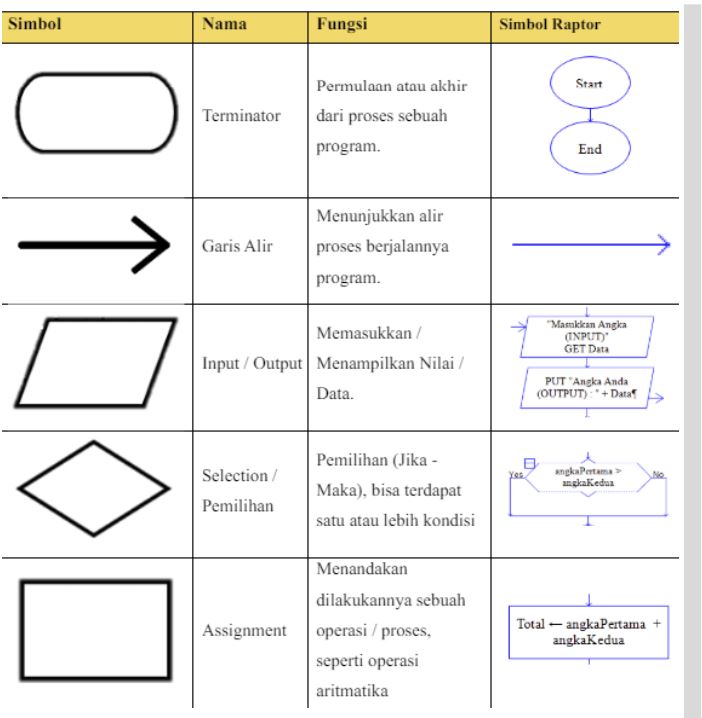 Simbol Nama Fungsi Simbol Raptor
Terminator
Permulaan atau akhir
dari proses sebuah
program.
Start
End
Garis Alir
Menunjukkan alir
proses berjalannya
program.
Input / Output
Memasukkan /
Menampilkan Nilai /
Data.
"Masukkan Angka
(INPUT)"
GET Data
PUT "Angka Anda
(OUTPUT) : " + Data¶
Selection /
Pemilihan
Pemilihan (Jika -
Maka), bisa terdapat
satu atau lebih kondisi
Yes
angkaPertama >
angkaKedua
No
Assignment
Menandakan
dilakukannya sebuah
operasi / proses,
seperti operasi
aritmatika
Total ← angkaPertama +
angkaKedua